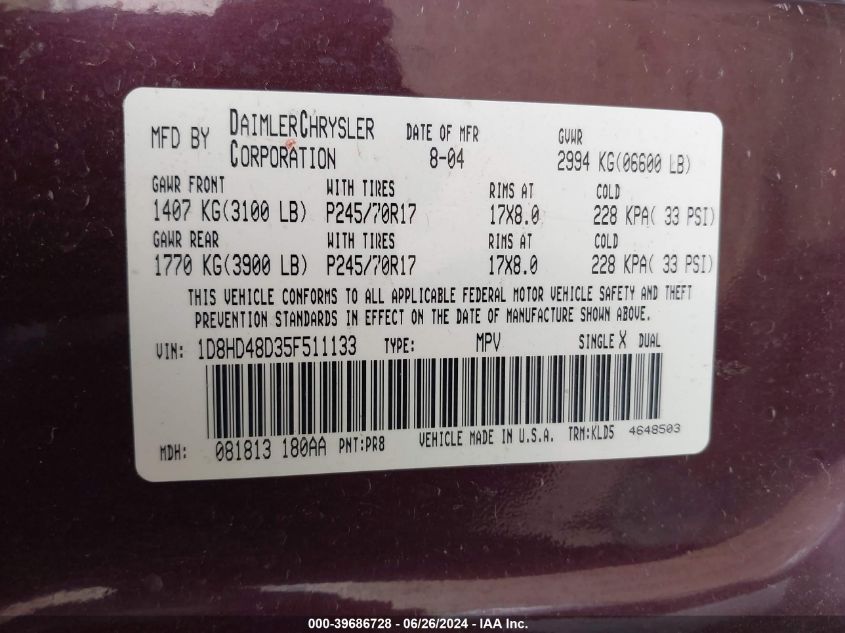 MFD BY DAIMLERCHRYSLER CORPORATION DATE OF MFR 8-04 GVWR 2994 KG(06600 LB)
GAWR FRONT WITH TIRES RIMS AT COLD
1407 KG(3100 LB) P245/70R17 17X8.0 228 KPA( 33 PSI)
GAWR REAR WITH TIRES RIMS AT COLD
1770 KG(3900 LB) P245/70R17 17X8.0 228 KPA( 33 PSI)
THIS VEHICLE CONFORMS TO ALL APPLICABLE FEDERAL MOTOR VEHICLE SAFETY AND THEFT
PREVENTION STANDARDS IN EFFECT ON THE DATE OF MANUFACTURE SHOWN ABOVE.
VIN: 1D8HD48D35F511133 TYPE: MPV SINGLE X DUAL
MDH: 081813 180AA PNT:PR8 VEHICLE MADE IN U.S.A. TRM:KLD5 4648503
000-39686728 - 06/26/2024 - IAA Inc.